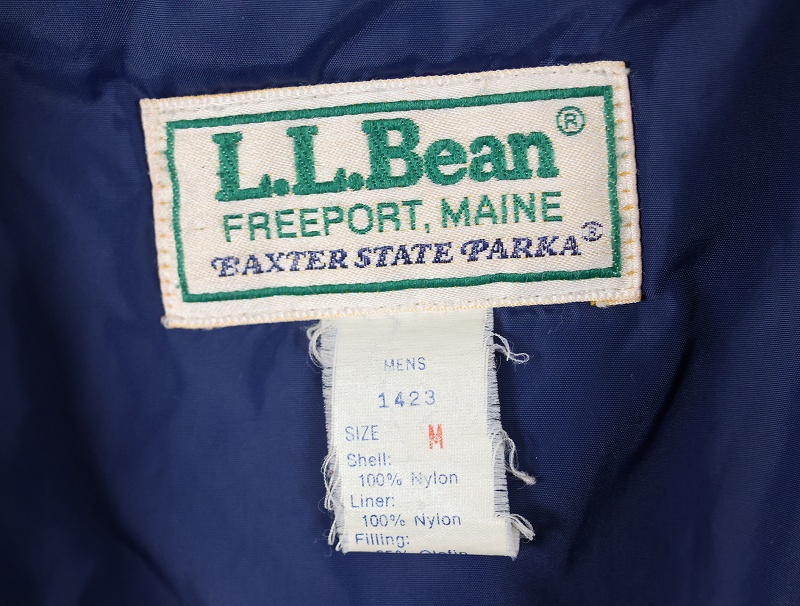 L.L.Bean®
FREEPORT, MAINE
BAXTER STATE PARKA®
MENS
1423
SIZE M
Shell:
100% Nylon
Liner:
100% Nylon
Filling: